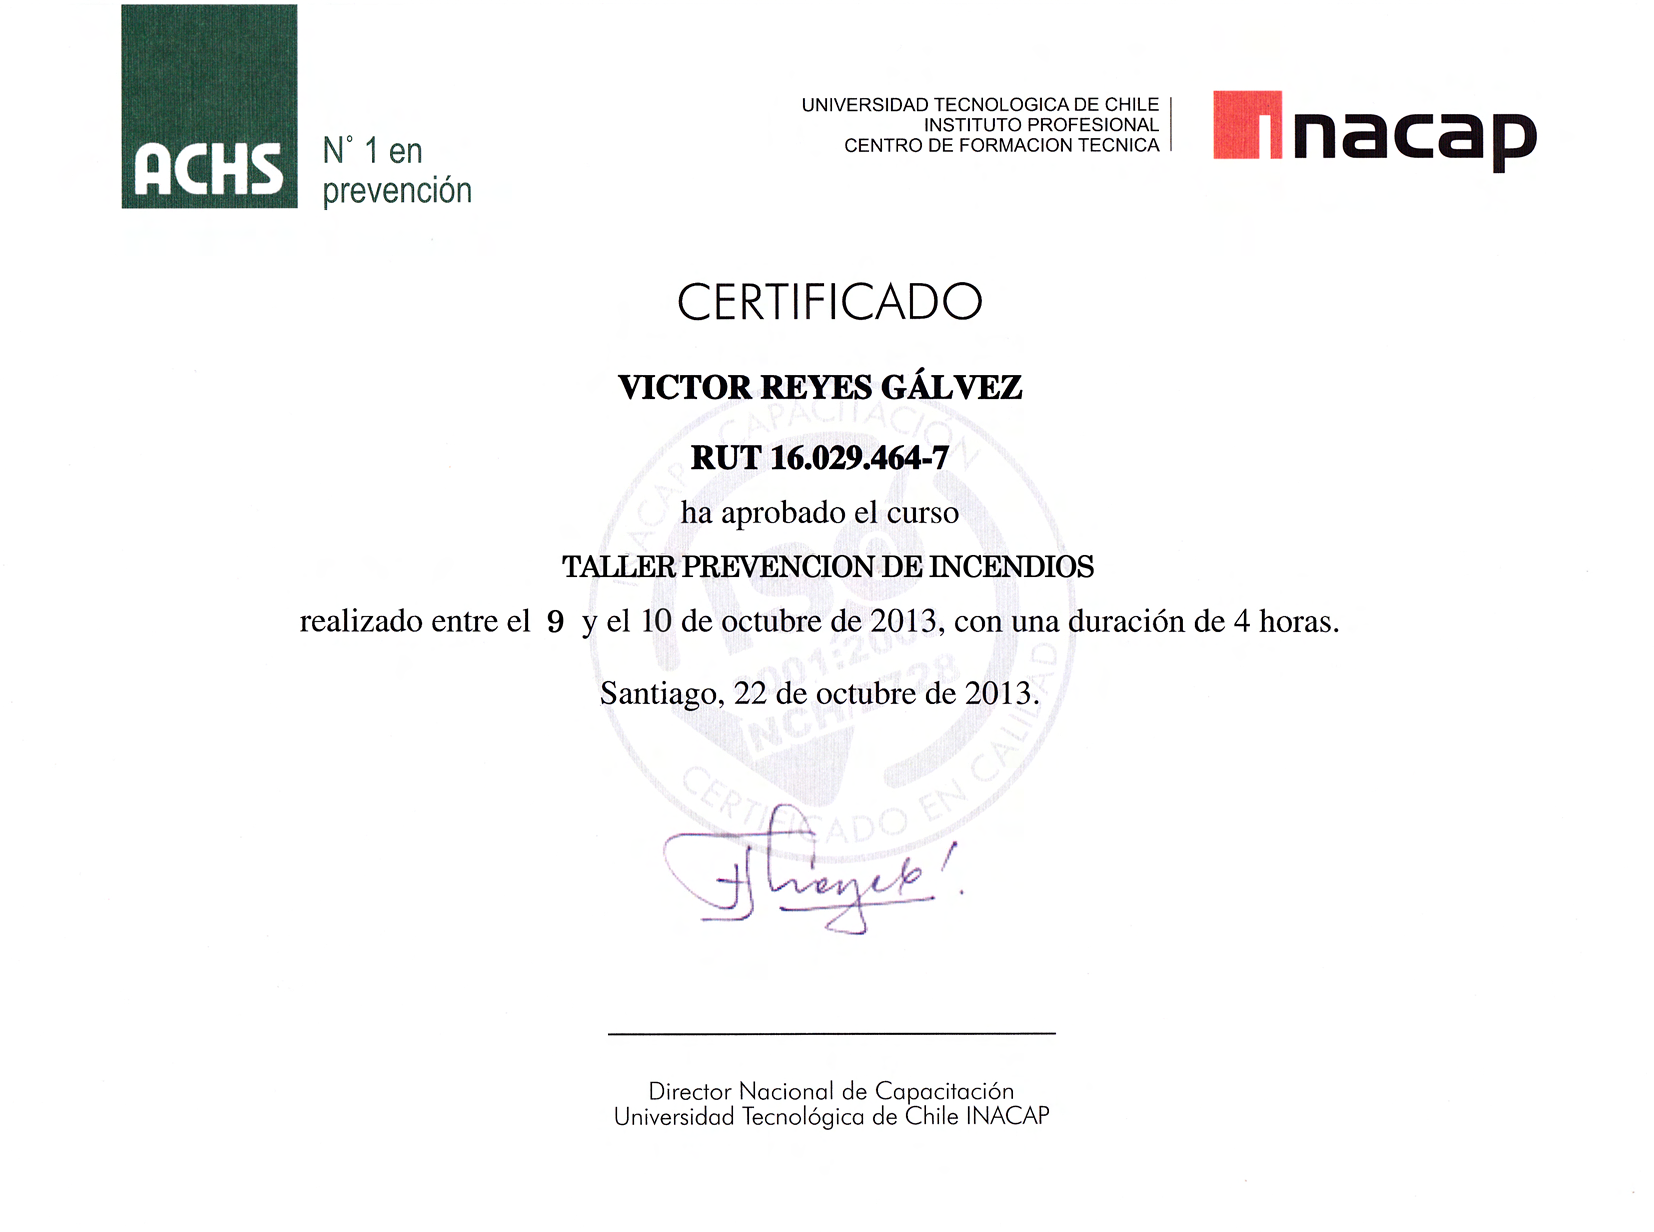 ACHS
N° 1 en
prevención
UNIVERSIDAD TECNOLOGICA DE CHILE
INSTITUTO PROFESIONAL
CENTRO DE FORMACION TECNICA
inacap
CERTIFICADO
VICTOR REYES GÁLVEZ
RUT 16.029.464-7
ha aprobado el curso
TALLER PREVENCION DE INCENDIOS
realizado entre el 9 y el 10 de octubre de 2013, con una duración de 4 horas.
Santiago, 22 de octubre de 2013.
INACAP CAPACITACIÓN
ISO
9001:2008
NCH 2728
CERTIFICADO EN CALIDAD
Director Nacional de Capacitación
Universidad Tecnológica de Chile INACAP